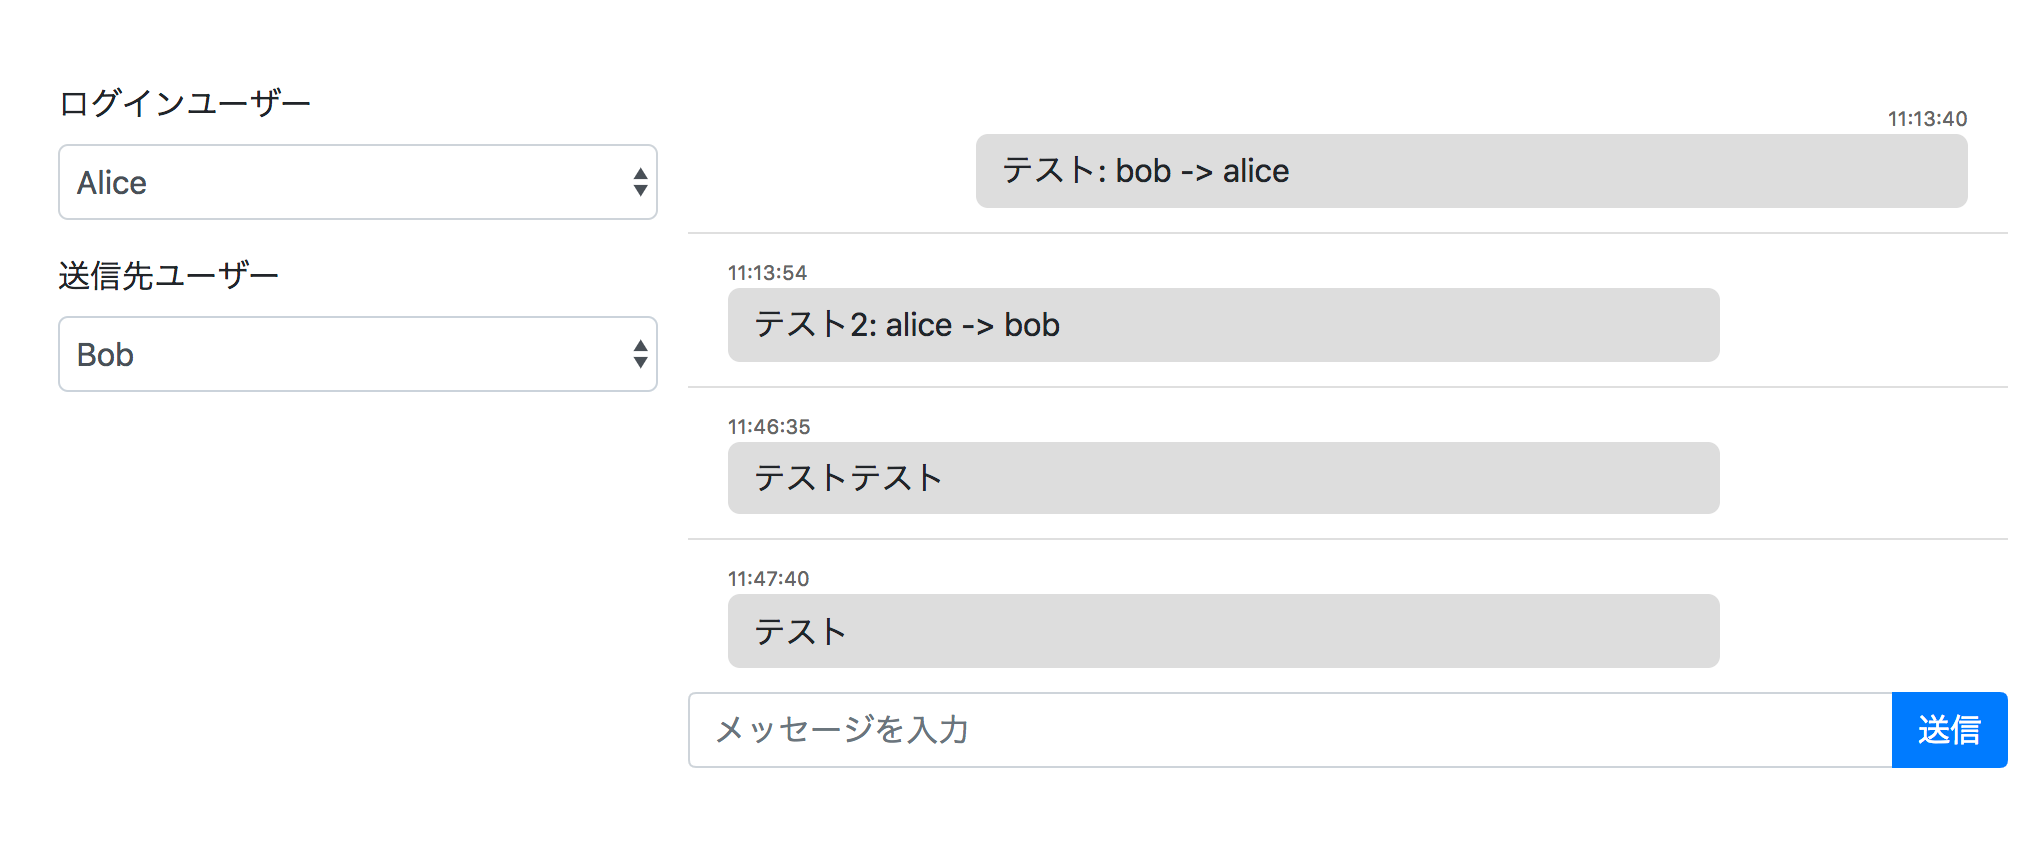 ログインユーザー
Alice
送信先ユーザー
Bob
11:13:40
テスト: bob -> alice
11:13:54
テスト2: alice -> bob
11:46:35
テストテスト
11:47:40
テスト
メッセージを入力
送信